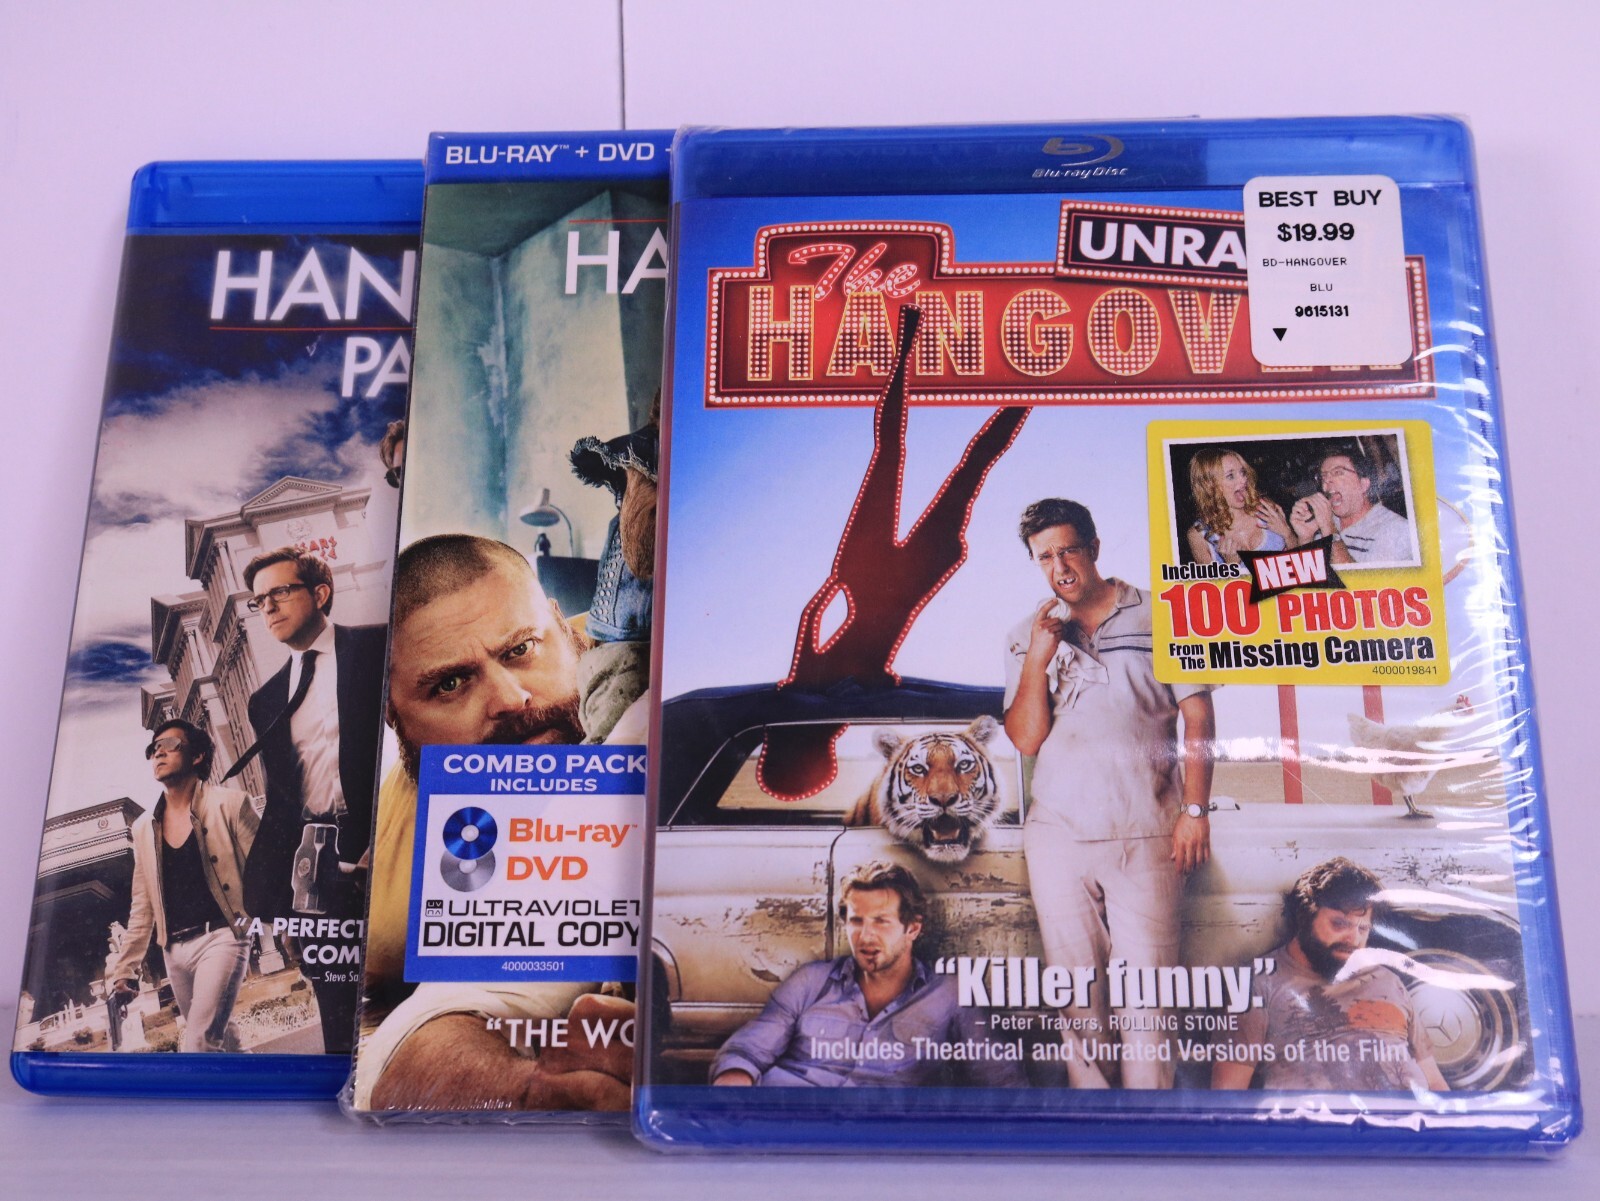 HAN
PA
CAESARS
"A PERFECT
COM
– Steve
BLU-RAY™ + DVD +
HA
COMBO PACK
INCLUDES
Blu-ray™
DVD
ULTRAVIOLET
DIGITAL COPY
4000033501
"THE WO
Blu-ray Disc
UNRA
The
HANGOVER
BEST BUY
$19.99
BD-HANGOVER
BLU
9615131
Includes NEW
100 PHOTOS
From The Missing Camera
4000019841
"Killer funny."
– Peter Travers, ROLLING STONE
Includes Theatrical and Unrated Versions of the Film